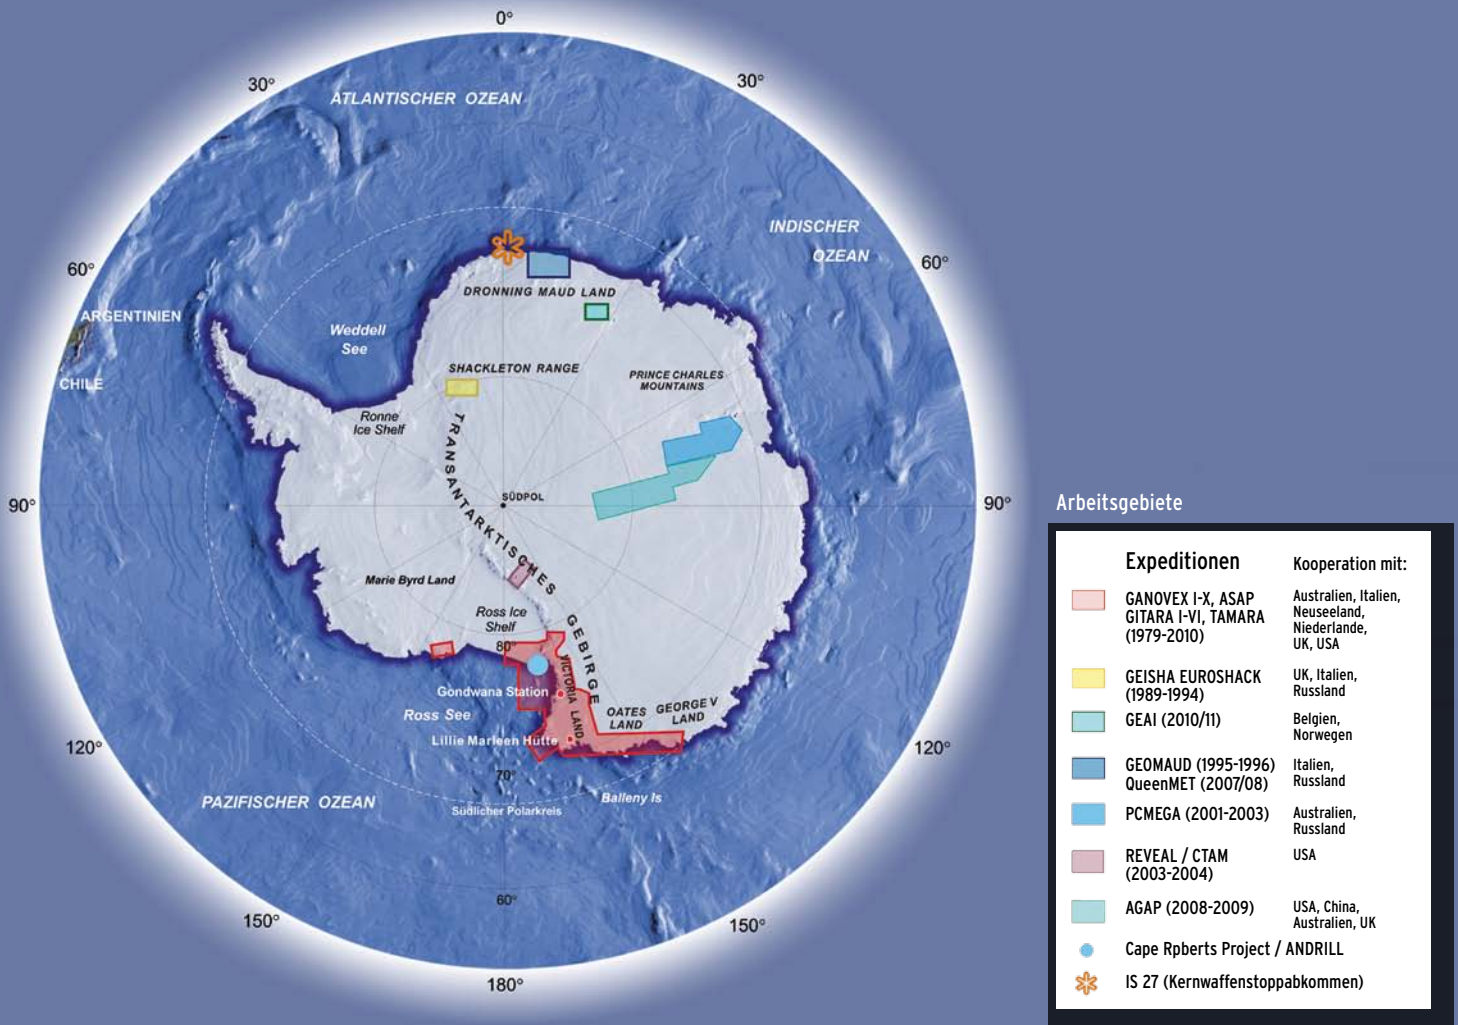 0°
30°
30°
ATLANTISCHER OZEAN
INDISCHER
OZEAN
60°
60°
ARGENTINIEN
CHILE
Weddell
See
DRONNING MAUD LAND
SHACKLETON RANGE
PRINCE CHARLES
MOUNTAINS
Ronne
Ice Shelf
TRANSANTARKTISCHES GEBIRGE
SÜDPOL
90°
90°
Marie Byrd Land
Ross Ice
Shelf
80°
VICTORIA LAND
Gondwana Station
Ross See
OATES
LAND
GEORGE V
LAND
Lillie Marleen Hütte
120°
120°
70°
Balleny Is
PAZIFISCHER OZEAN
Südlicher Polarkreis
60°
150°
150°
180°
Arbeitsgebiete
Expeditionen
Kooperation mit:
GANOVEX I-X, ASAP
GITARA I-VI, TAMARA
(1979-2010)
Australien, Italien,
Neuseeland,
Niederlande,
UK, USA
GEISHA EUROSHACK
(1989-1994)
UK, Italien,
Russland
GEAI (2010/11)
Belgien,
Norwegen
GEOMAUD (1995-1996)
QueenMET (2007/08)
Italien,
Russland
PCMEGA (2001-2003)
Australien,
Russland
REVEAL / CTAM
(2003-2004)
USA
AGAP (2008-2009)
USA, China,
Australien, UK
Cape Rpberts Project / ANDRILL
IS 27 (Kernwaffenstoppabkommen)